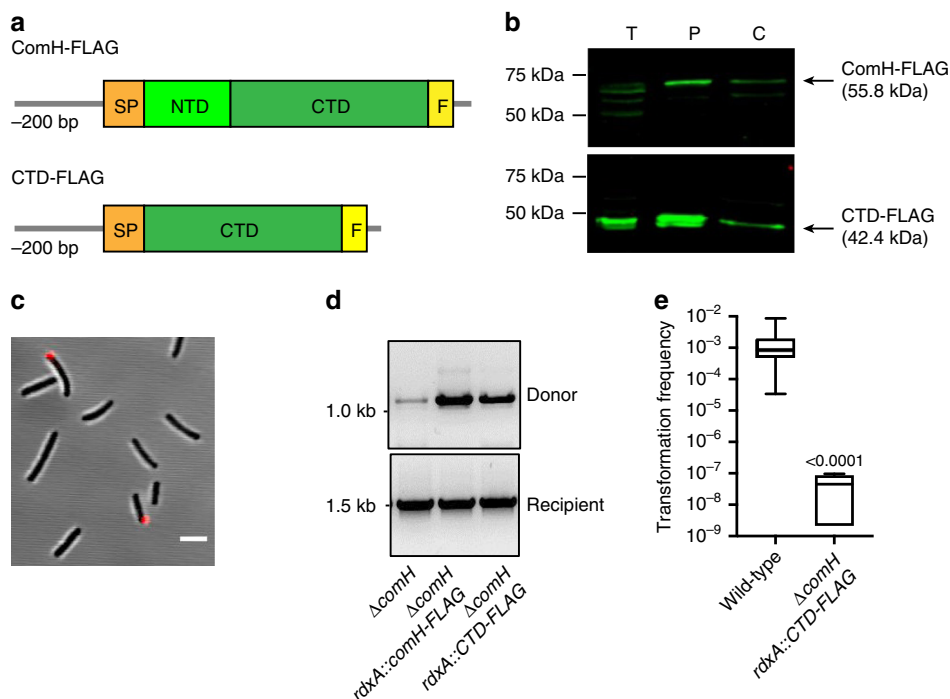 a
ComH-FLAG
SP NTD CTD F
–200 bp
CTD-FLAG
SP CTD F
–200 bp
b
T P C
75 kDa
50 kDa
ComH-FLAG
(55.8 kDa)
75 kDa
50 kDa
CTD-FLAG
(42.4 kDa)
c
d
1.0 kb
Donor
1.5 kb
Recipient
ΔcomH
ΔcomH
rdxA::comH-FLAG
ΔcomH
rdxA::CTD-FLAG
e
Transformation frequency
10⁻²
10⁻³
10⁻⁴
10⁻⁵
10⁻⁶
10⁻⁷
10⁻⁸
10⁻⁹
<0.0001
Wild-type
ΔcomH
rdxA::CTD-FLAG